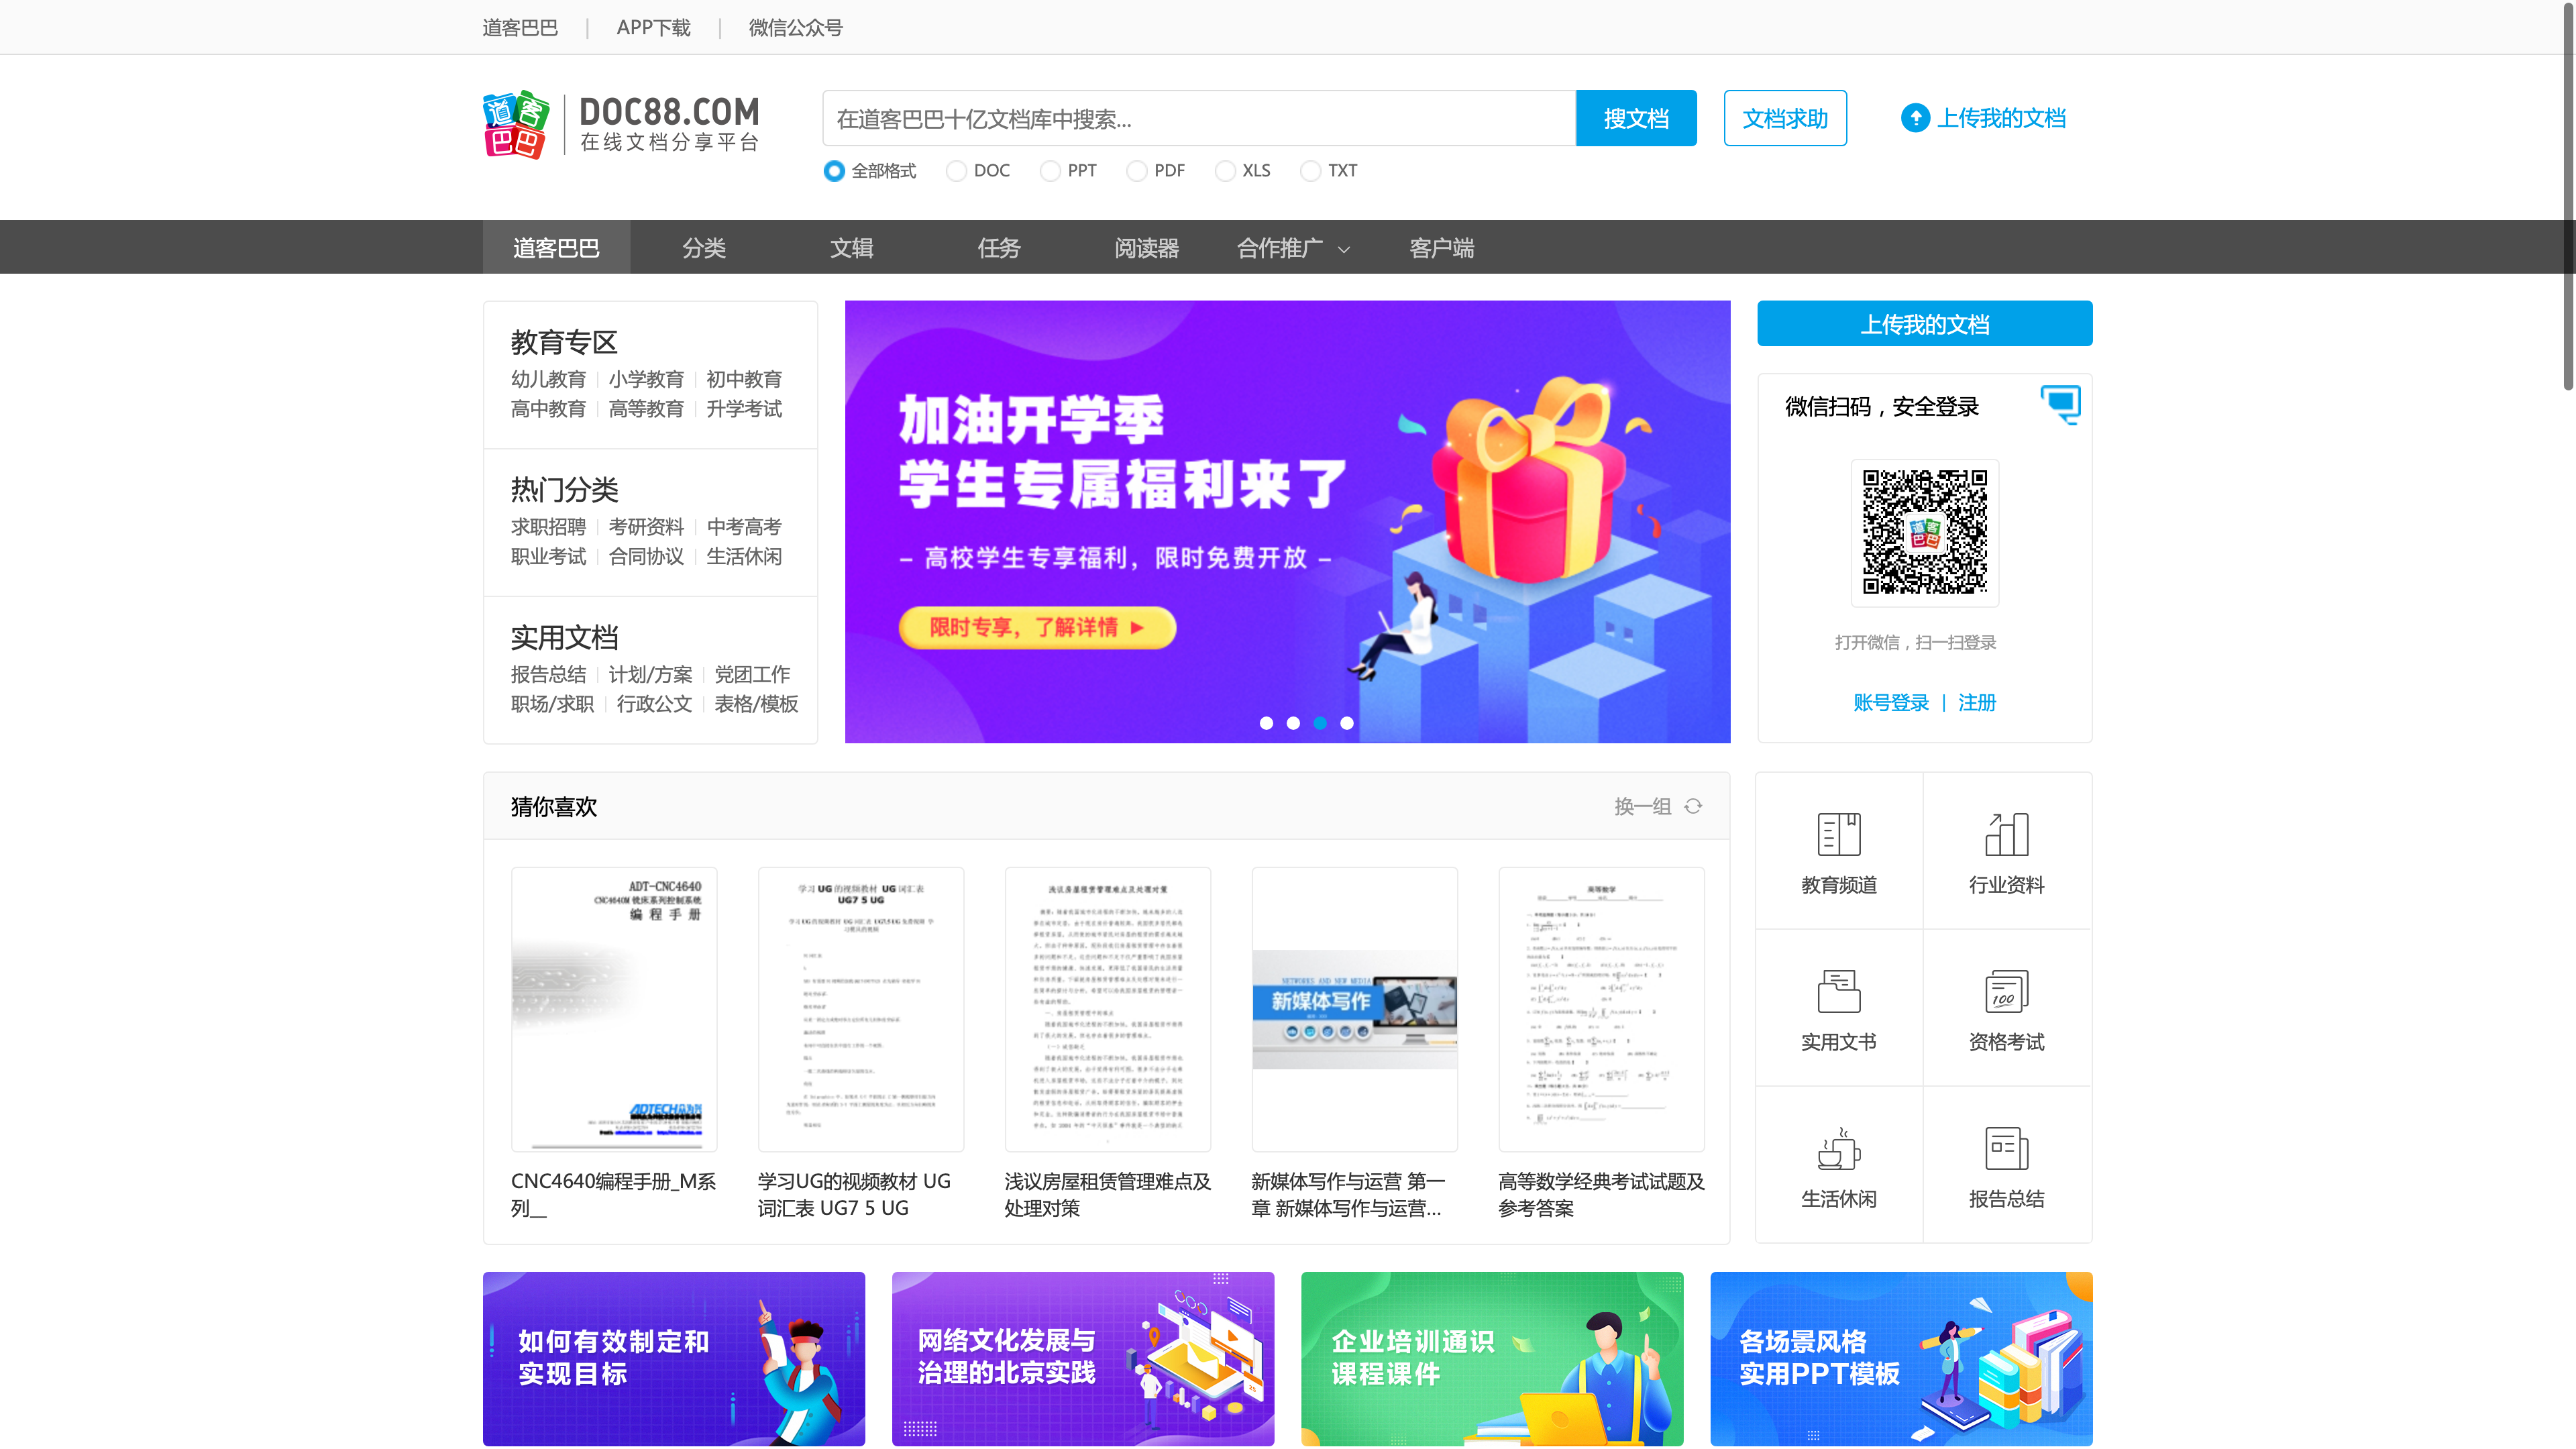 道客巴巴 | APP下载 | 微信公众号
道客巴巴 DOC88.COM
在线文档分享平台
在道客巴巴十亿文档库中搜索...
搜文档
文档求助
上传我的文档
全部格式 DOC PPT PDF XLS TXT
道客巴巴 分类 文辑 任务 阅读器 合作推广 客户端
教育专区
幼儿教育 | 小学教育 | 初中教育
高中教育 | 高等教育 | 升学考试
热门分类
求职招聘 | 考研资料 | 中考高考
职业考试 | 合同协议 | 生活休闲
实用文档
报告总结 | 计划/方案 | 党团工作
职场/求职 | 行政公文 | 表格/模板
加油开学季
学生专属福利来了
– 高校学生专享福利，限时免费开放 –
限时专享，了解详情
上传我的文档
微信扫码，安全登录
道客巴巴
打开微信，扫一扫登录
账号登录 | 注册
猜你喜欢
换一组
ADT-CNC4640
CNC4640M 铣床系列控制系统
编 程 手 册
ADTECH
学习 UG 的视频教材 UG 词汇表
UG7 5 UG
浅议房屋租赁管理难点及处理对策
NETWORKS AND NEW MEDIA
新媒体写作
高等数学
CNC4640编程手册_M系
列__
学习UG的视频教材 UG
词汇表 UG7 5 UG
浅议房屋租赁管理难点及
处理对策
新媒体写作与运营 第一
章 新媒体写作与运营...
高等数学经典考试试题及
参考答案
教育频道
行业资料
实用文书
100
资格考试
生活休闲
报告总结
如何有效制定和
实现目标
网络文化发展与
治理的北京实践
企业培训通识
课程课件
各场景风格
实用PPT模板